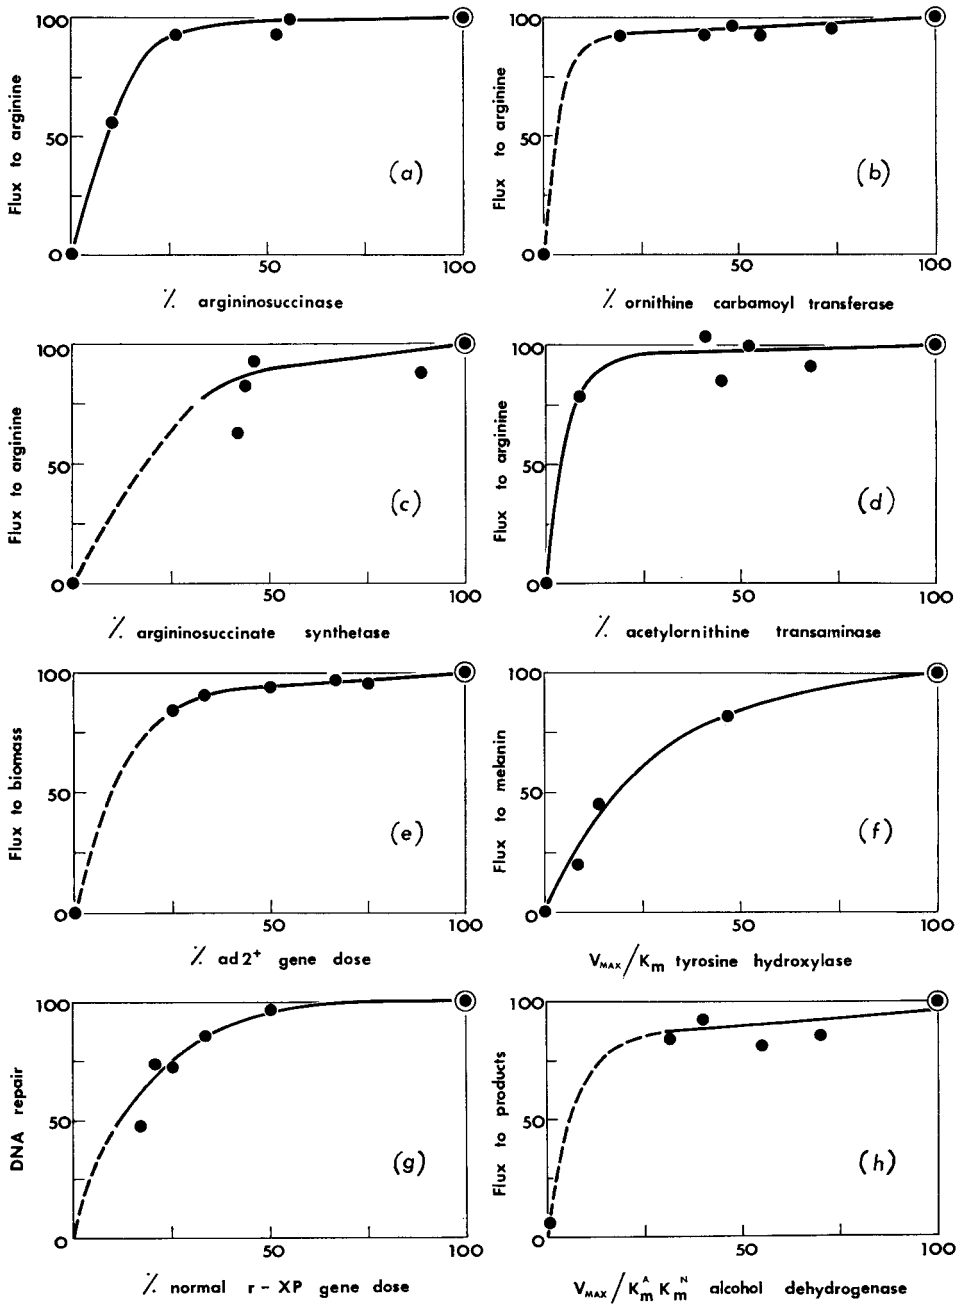 100
50
0
Flux to arginine
(a)
50
100
% argininosuccinase
100
50
0
Flux to arginine
(b)
50
100
% ornithine carbamoyl transferase
100
50
0
Flux to arginine
(c)
50
100
% argininosuccinate synthetase
100
50
0
Flux to arginine
(d)
50
100
% acetylornithine transaminase
100
50
0
Flux to biomass
(e)
50
100
% ad2+ gene dose
100
50
0
Flux to melanin
(f)
50
100
VMAX/Km tyrosine hydroxylase
100
50
0
DNA repair
(g)
50
100
% normal r-XP gene dose
100
50
0
Flux to products
(h)
50
100
VMAX/KmA KmN alcohol dehydrogenase